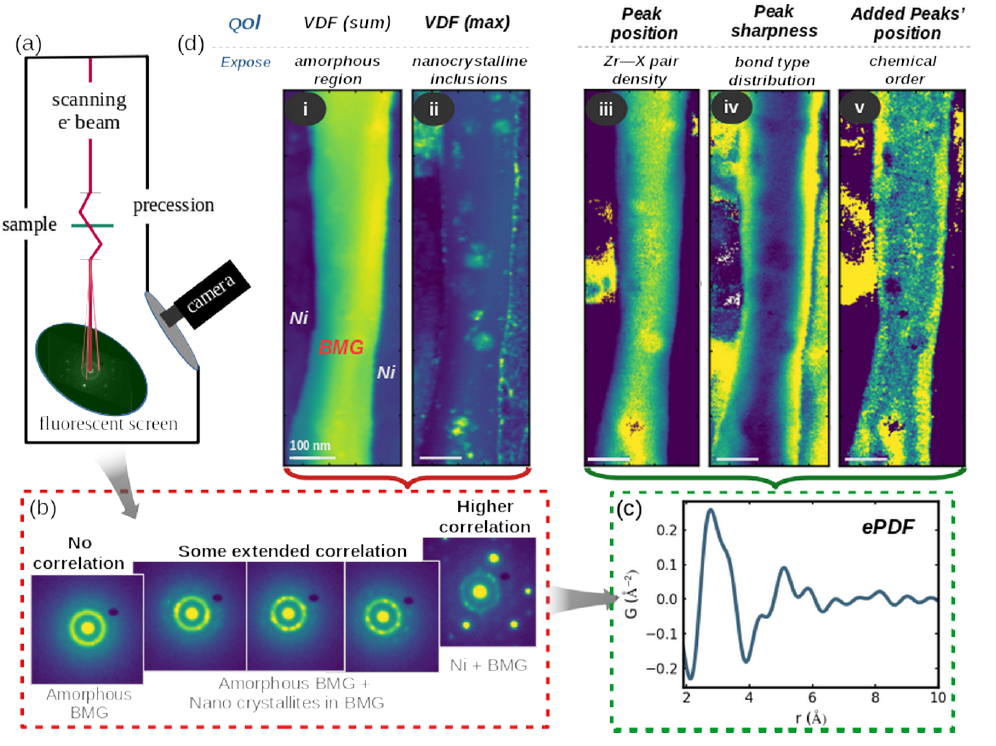 (a)
scanning
e⁻ beam
precession
sample
camera
fluorescent screen
(d)
QoI
VDF (sum)
VDF (max)
Peak
position
Peak
sharpness
Added Peaks'
position
Expose
amorphous
region
nanocrystalline
inclusions
Zr—X pair
density
bond type
distribution
chemical
order
i
ii
iii
iv
v
Ni
BMG
Ni
100 nm
(b)
No
correlation
Some extended correlation
Higher
correlation
Amorphous
BMG
Amorphous BMG +
Nano crystallites in BMG
Ni + BMG
(c)
ePDF
G (Å⁻²)
0.2
0.1
0.0
−0.1
−0.2
2
4
6
8
10
r (Å)